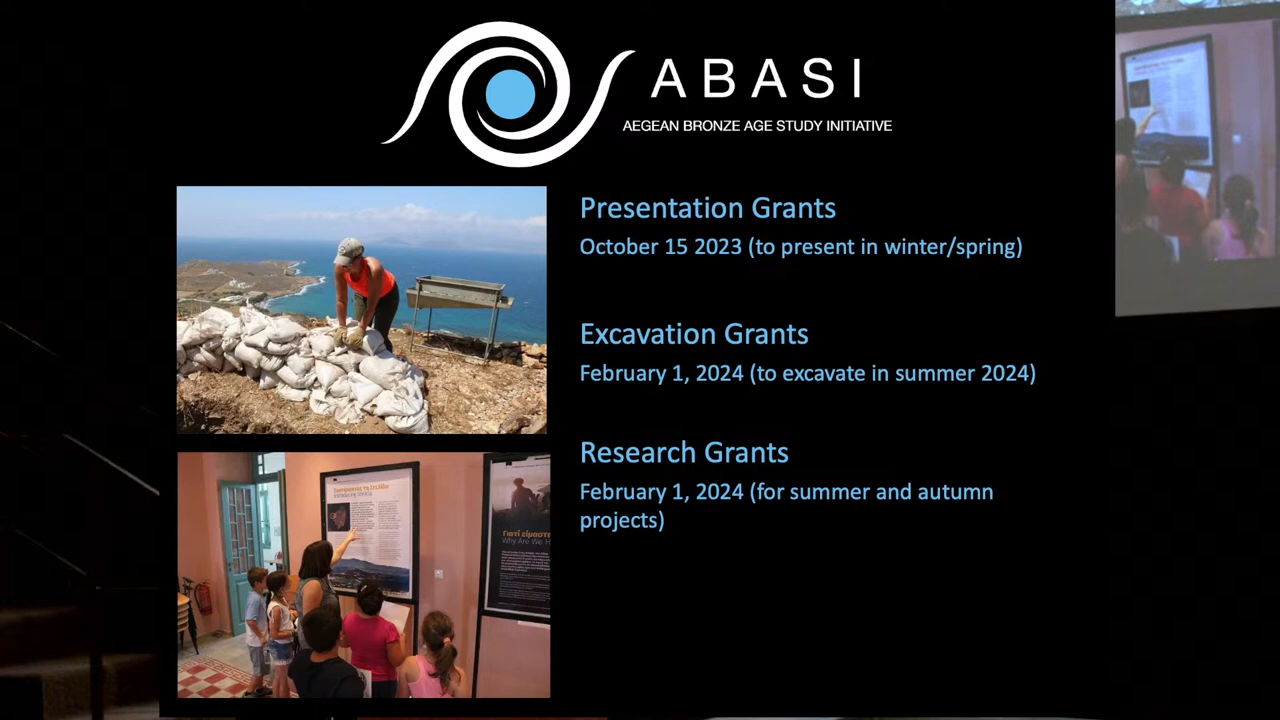 ABASI
AEGEAN BRONZE AGE STUDY INITIATIVE
Presentation Grants
October 15 2023 (to present in winter/spring)
Excavation Grants
February 1, 2024 (to excavate in summer 2024)
Research Grants
February 1, 2024 (for summer and autumn
projects)
Γιατί είμαστε
Why Are We H